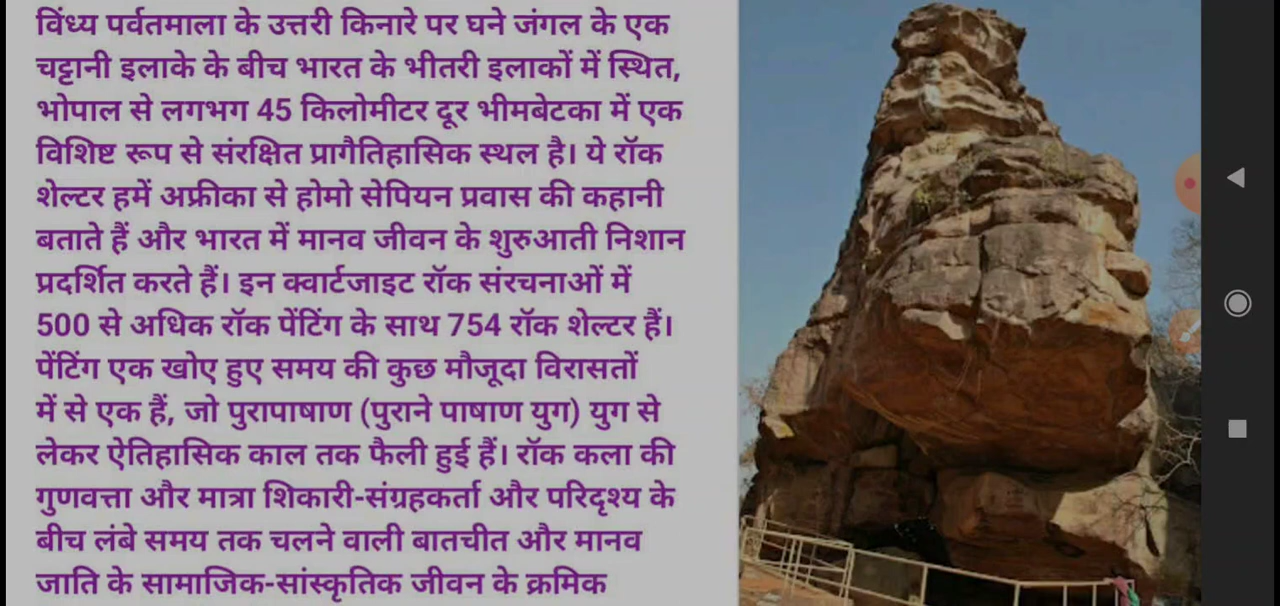 विंध्य पर्वतमाला के उत्तरी किनारे पर घने जंगल के एक
चट्टानी इलाके के बीच भारत के भीतरी इलाकों में स्थित,
भोपाल से लगभग 45 किलोमीटर दूर भीमबेटका में एक
विशिष्ट रूप से संरक्षित प्रागैतिहासिक स्थल है। ये रॉक
शेल्टर हमें अफ्रीका से होमो सेपियन प्रवास की कहानी
बताते हैं और भारत में मानव जीवन के शुरुआती निशान
प्रदर्शित करते हैं। इन क्वार्टजाइट रॉक संरचनाओं में
500 से अधिक रॉक पेंटिंग के साथ 754 रॉक शेल्टर हैं।
पेंटिंग एक खोए हुए समय की कुछ मौजूदा विरासतों
में से एक हैं, जो पुरापाषाण (पुराने पाषाण युग) युग से
लेकर ऐतिहासिक काल तक फैली हुई हैं। रॉक कला की
गुणवत्ता और मात्रा शिकारी-संग्रहकर्ता और परिदृश्य के
बीच लंबे समय तक चलने वाली बातचीत और मानव
जाति के सामाजिक-सांस्कृतिक जीवन के क्रमिक